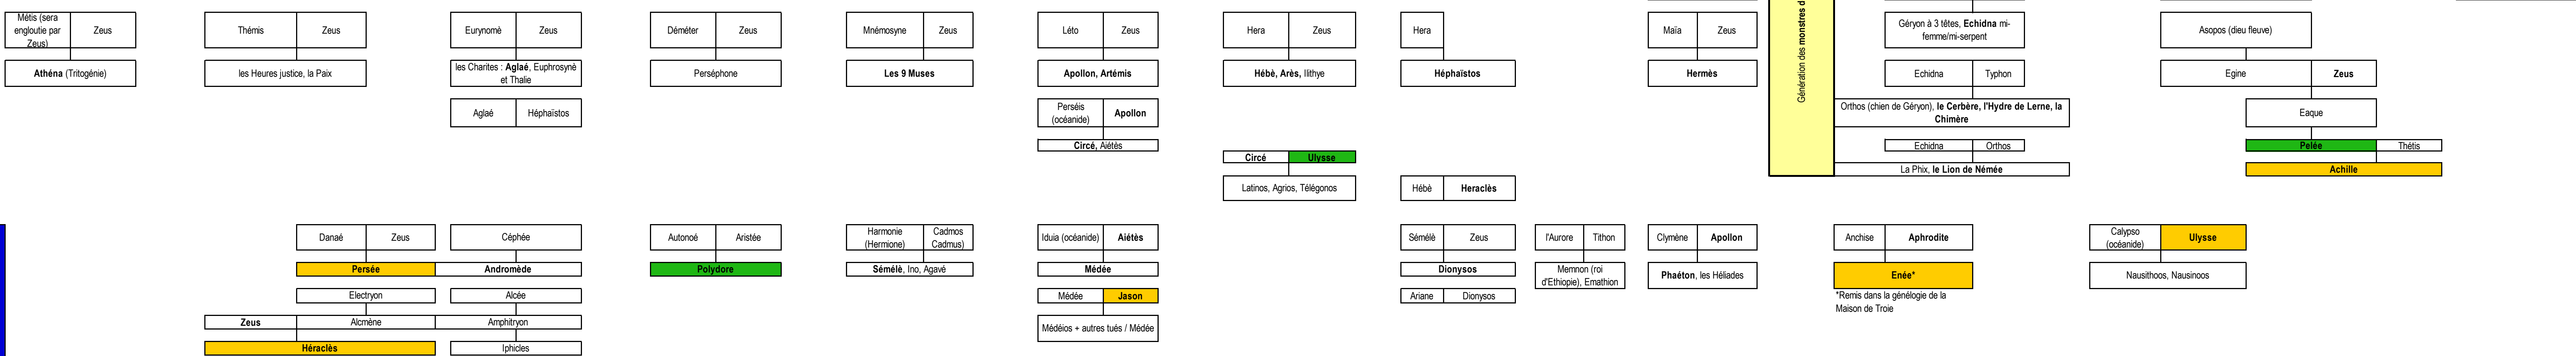 Métis (sera
engloutie par
Zeus)
Zeus
Thémis
Zeus
Eurynomè
Zeus
Déméter
Zeus
Mnémosyne
Zeus
Léto
Zeus
Hera
Zeus
Hera
Maïa
Zeus
Génération des monstres d
Géryon à 3 têtes, Echidna mi-
femme/mi-serpent
Asopos (dieu fleuve)
Athéna (Tritogénie)
les Heures justice, la Paix
les Charites : Aglaé, Euphrosynè
et Thalie
Perséphone
Les 9 Muses
Apollon, Artémis
Hébè, Arès, Ilithye
Héphaïstos
Hermès
Echidna
Typhon
Egine
Zeus
Aglaé
Héphaïstos
Perséis
(océanide)
Apollon
Orthos (chien de Géryon), le Cerbère, l'Hydre de Lerne, la
Chimère
Eaque
Circé, Aiétès
Echidna
Orthos
Pelée
Thétis
Circé
Ulysse
La Phix, le Lion de Némée
Achille
Latinos, Agrios, Télégonos
Hébè
Heraclès
Danaé
Zeus
Céphée
Autonoé
Aristée
Harmonie
(Hermione)
Cadmos
Cadmus)
Iduia (océanide)
Aiétès
Sémélè
Zeus
l'Aurore
Tithon
Clymène
Apollon
Anchise
Aphrodite
Calypso
(océanide)
Ulysse
Persée
Andromède
Polydore
Sémélè, Ino, Agavé
Médée
Dionysos
Memnon (roi
d'Ethiopie), Emathion
Phaéton, les Héliades
Enée*
Nausithoos, Nausinoos
Electryon
Alcée
Médée
Jason
Ariane
Dionysos
*Remis dans la génélogie de la
Maison de Troie
Zeus
Alcmène
Amphitryon
Médéios + autres tués / Médée
Héraclès
Iphicles